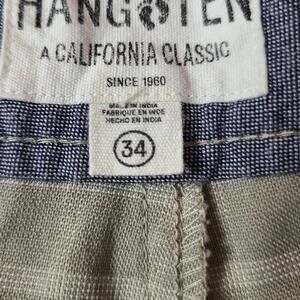 HANG TEN
A CALIFORNIA CLASSIC
SINCE 1960
MADE IN INDIA
FABRIQUE EN INDE
HECHO EN INDIA
34